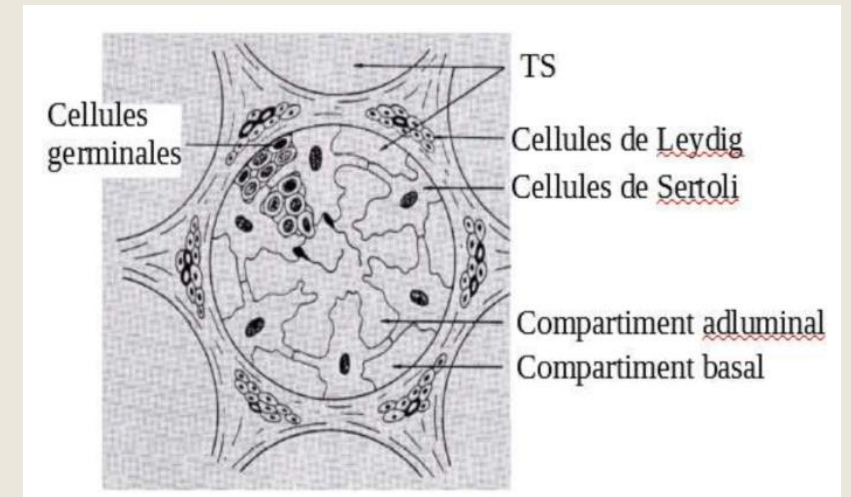 TS
Cellules
germinales
Cellules de Leydig
Cellules de Sertoli
Compartiment adluminal
Compartiment basal